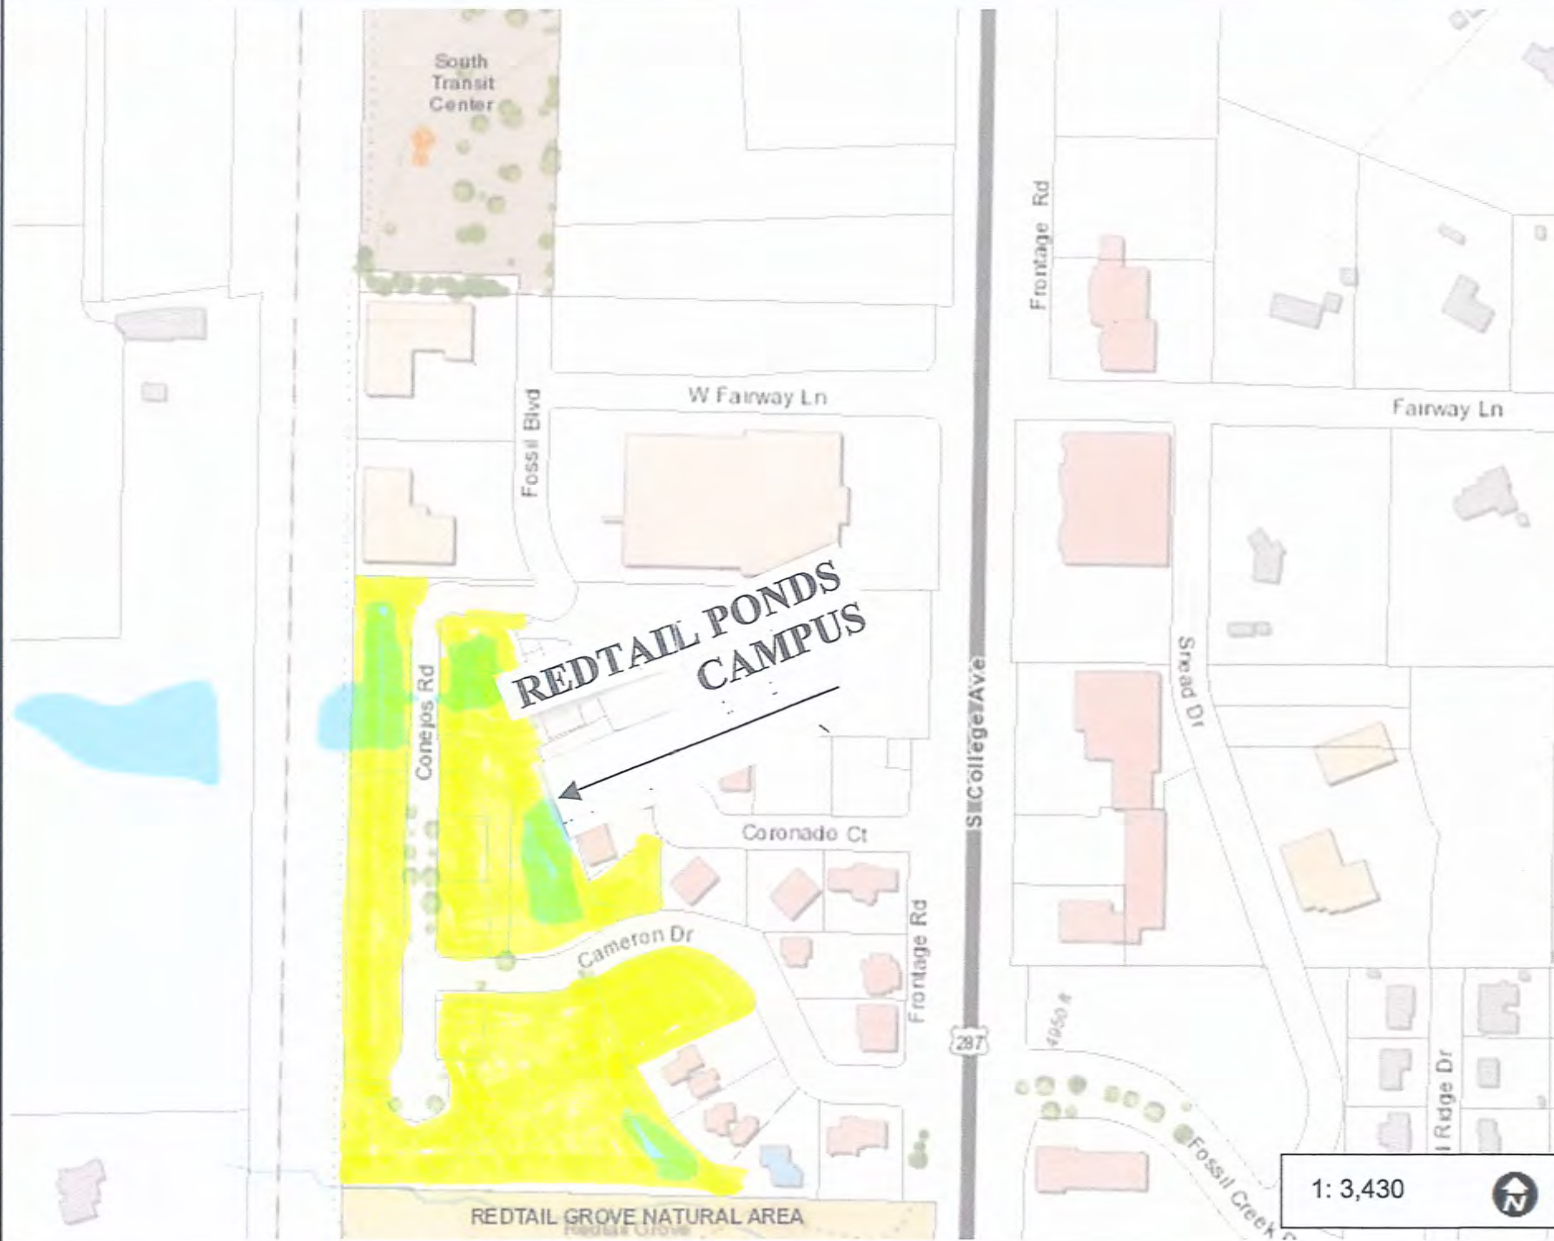 South
Transit
Center
Frontage Rd
W Fairway Ln
Fairway Ln
Fossil Blvd
REDTAIL PONDS
CAMPUS
Conejos Rd
S College Ave
Snead Dr
Coronado Ct
Cameron Dr
Frontage Rd
287
4950 ft
Ridge Dr
Fossil Creek
1: 3,430
N
REDTAIL GROVE NATURAL AREA
Redtail Grove